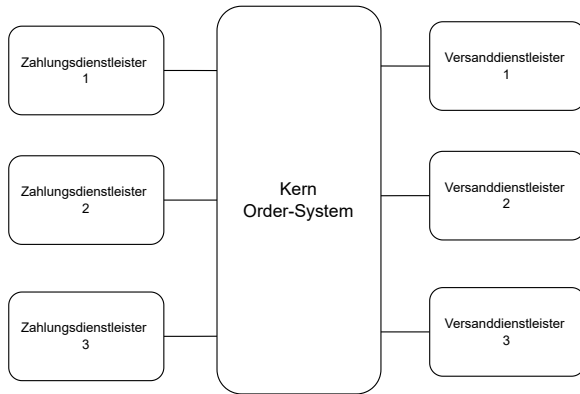 Zahlungsdienstleister
1
Zahlungsdienstleister
2
Zahlungsdienstleister
3
Kern
Order-System
Versanddienstleister
1
Versanddienstleister
2
Versanddienstleister
3